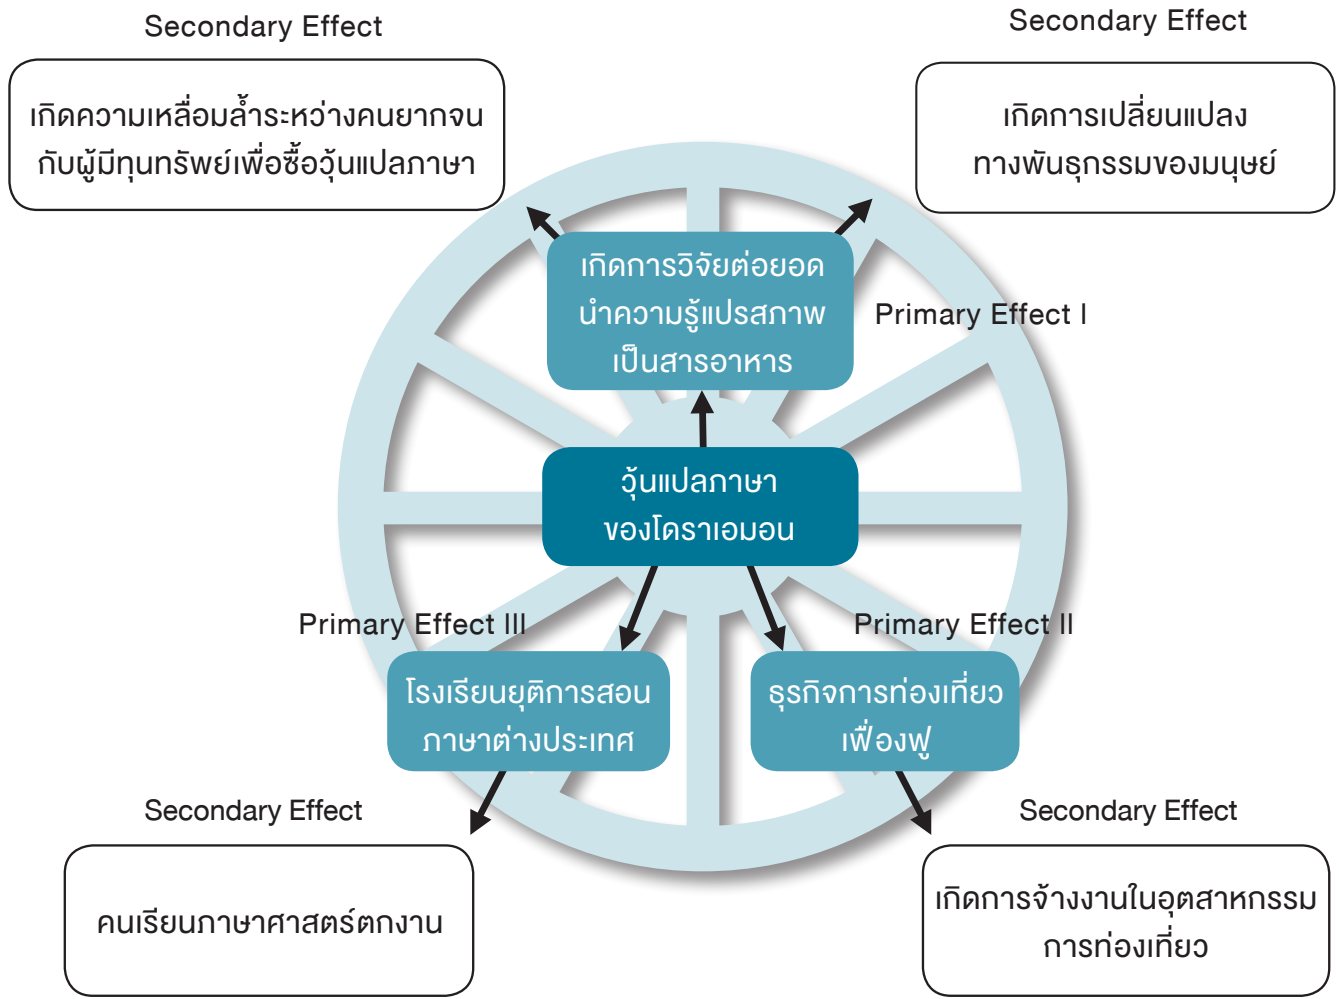 Secondary Effect
เกิดความเหลื่อมล้ำระหว่างคนยากจน
กับผู้มีทุนทรัพย์เพื่อซื้อวุ้นแปลภาษา
Secondary Effect
เกิดการเปลี่ยนแปลง
ทางพันธุกรรมของมนุษย์
เกิดการวิจัยต่อยอด
นำความรู้แปรสภาพ
เป็นสารอาหาร
Primary Effect I
วุ้นแปลภาษา
ของโดราเอมอน
Primary Effect III
โรงเรียนยุติการสอน
ภาษาต่างประเทศ
Primary Effect II
ธุรกิจการท่องเที่ยว
เฟื่องฟู
Secondary Effect
คนเรียนภาษาศาสตร์ตกงาน
Secondary Effect
เกิดการจ้างงานในอุตสาหกรรม
การท่องเที่ยว